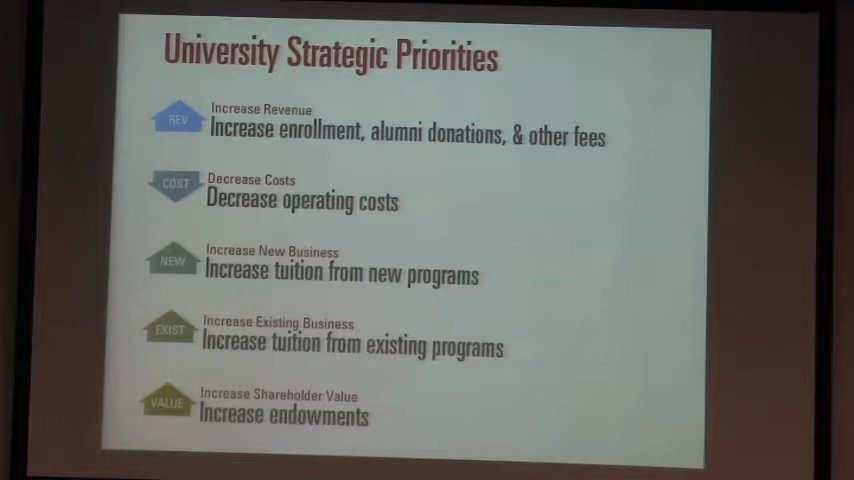 University Strategic Priorities
REV
Increase Revenue
Increase enrollment, alumni donations, & other fees
COST
Decrease Costs
Decrease operating costs
NEW
Increase New Business
Increase tuition from new programs
EXIST
Increase Existing Business
Increase tuition from existing programs
VALUE
Increase Shareholder Value
Increase endowments